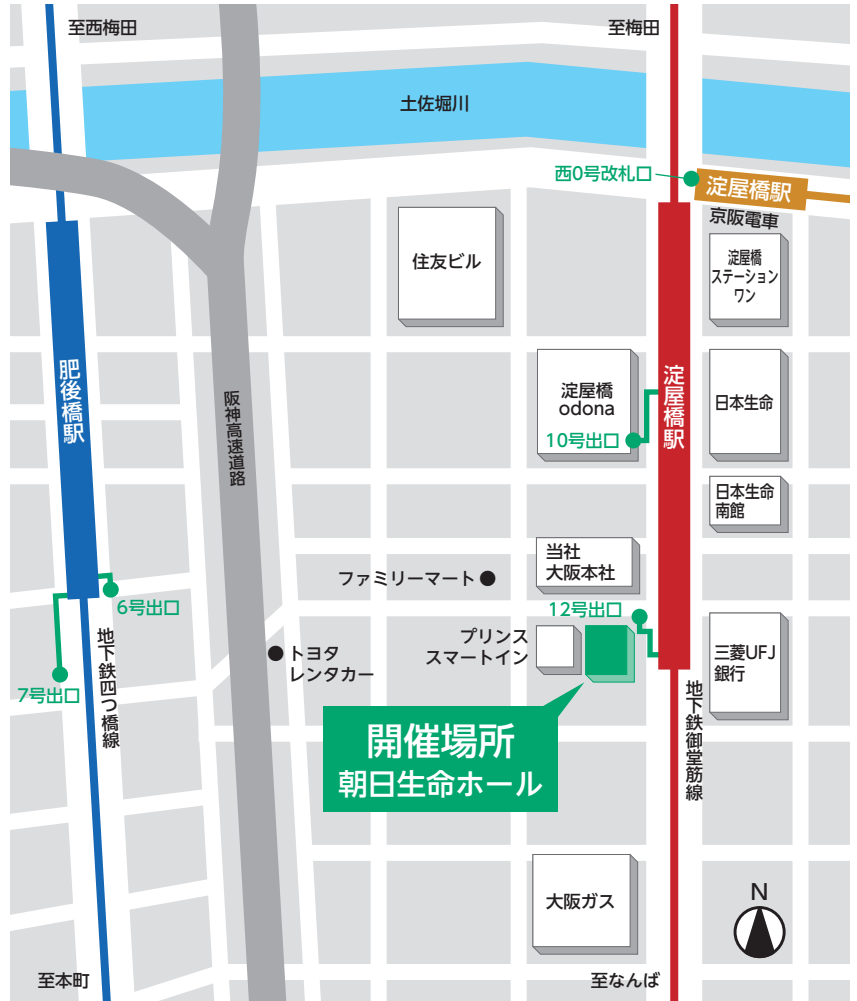 至西梅田
至梅田
土佐堀川
西0号改札口
淀屋橋駅
京阪電車
住友ビル
淀屋橋
ステーション
ワン
肥後橋駅
阪神高速道路
淀屋橋
odona
10号出口
淀屋橋駅
日本生命
日本生命
南館
当社
大阪本社
ファミリーマート
6号出口
12号出口
プリンス
スマートイン
トヨタ
レンタカー
三菱UFJ
銀行
7号出口
地下鉄四つ橋線
地下鉄御堂筋線
開催場所
朝日生命ホール
大阪ガス
N
至本町
至なんば